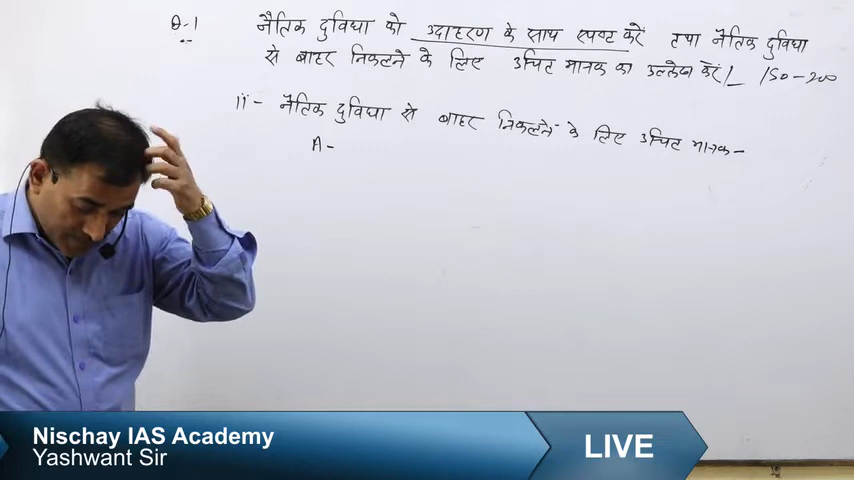 Q-1 नैतिक दुविधा को उदाहरण के साथ स्पष्ट करें तथा नैतिक दुविधा
से बाहर निकलने के लिए उचित मानक का उल्लेख करें/_ 150-200
ii- नैतिक दुविधा से बाहर निकलने के लिए उचित मानक-
A-
Nischay IAS Academy
Yashwant Sir
LIVE